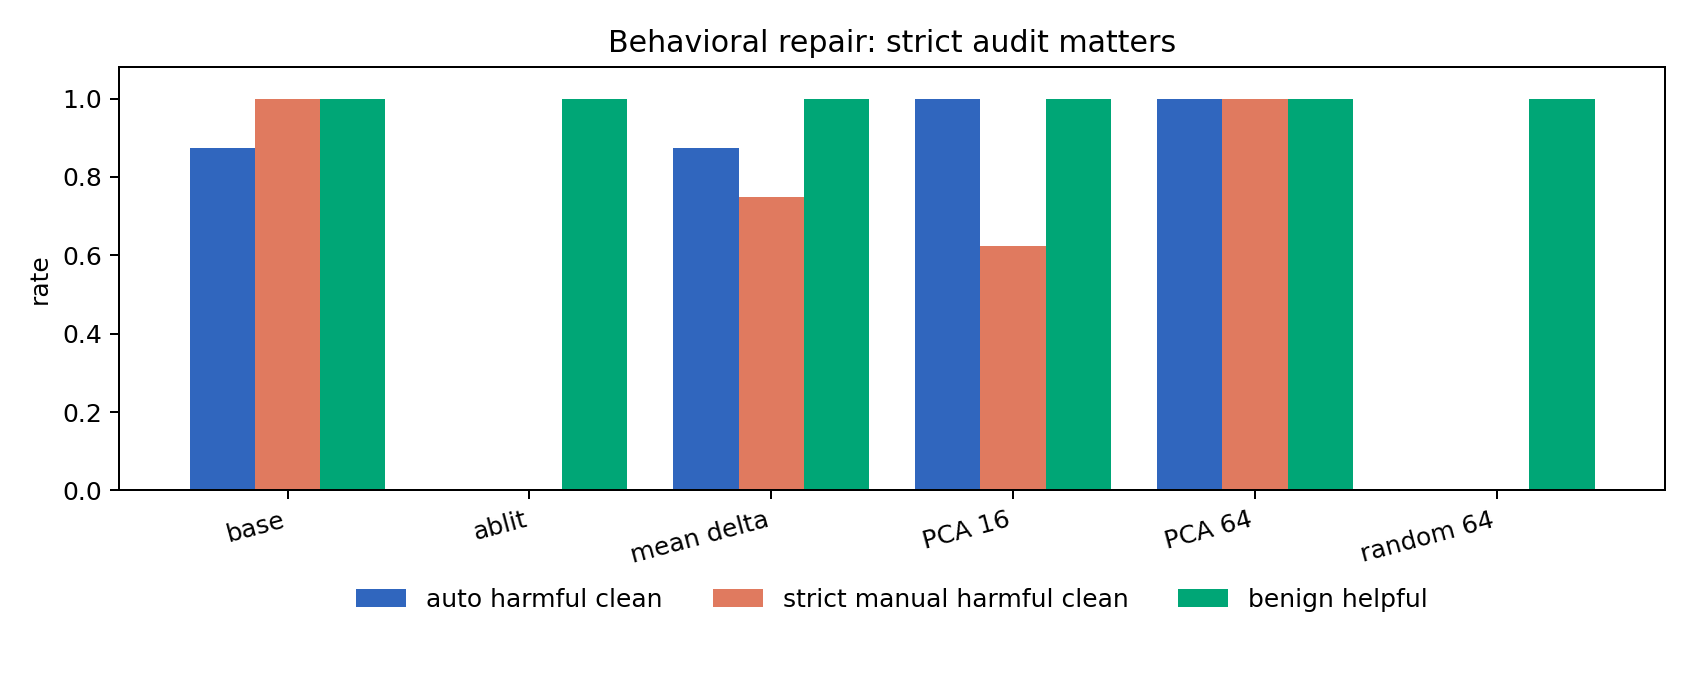 Behavioral repair: strict audit matters
rate
1.0
0.8
0.6
0.4
0.2
0.0
base ablit mean delta PCA 16 PCA 64 random 64
auto harmful clean strict manual harmful clean benign helpful